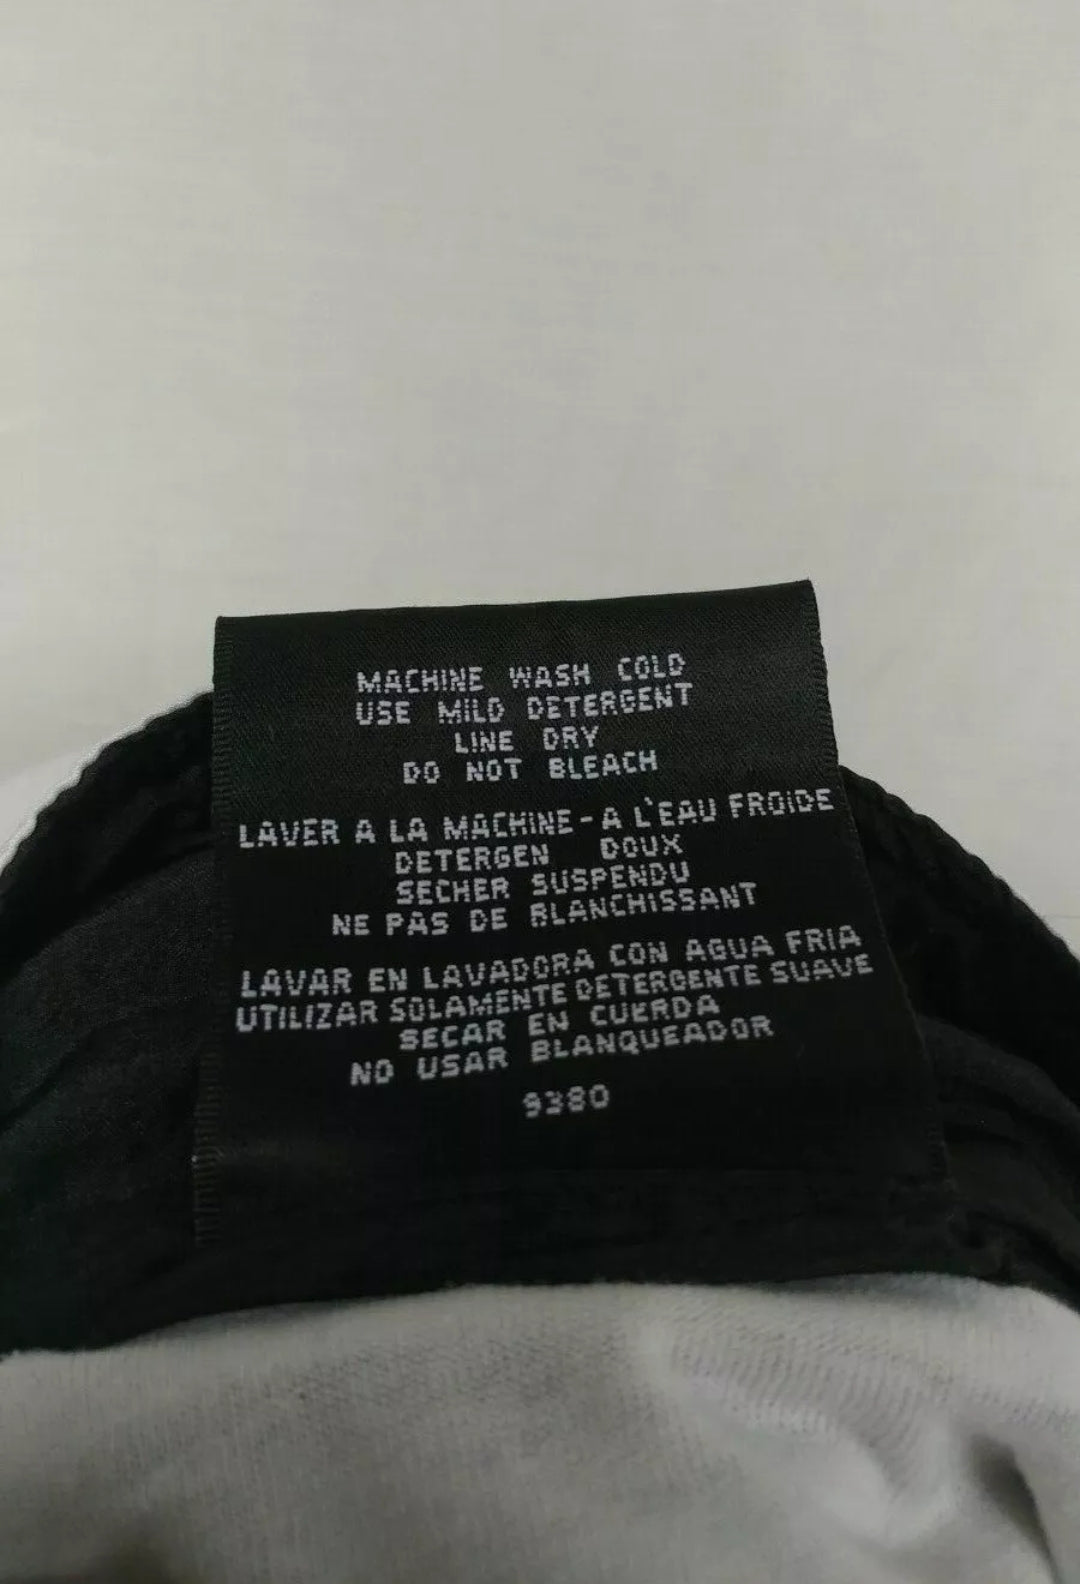 MACHINE WASH COLD
USE MILD DETERGENT
LINE DRY
DO NOT BLEACH
LAVER A LA MACHINE-A L'EAU FROIDE
DETERGEN DOUX
SECHER SUSPENDU
NE PAS DE BLANCHISSANT
LAVAR EN LAVADORA CON AGUA FRIA
UTILIZAR SOLAMENTE DETERGENTE SUAVE
SECAR EN CUERDA
NO USAR BLANQUEADOR
9380